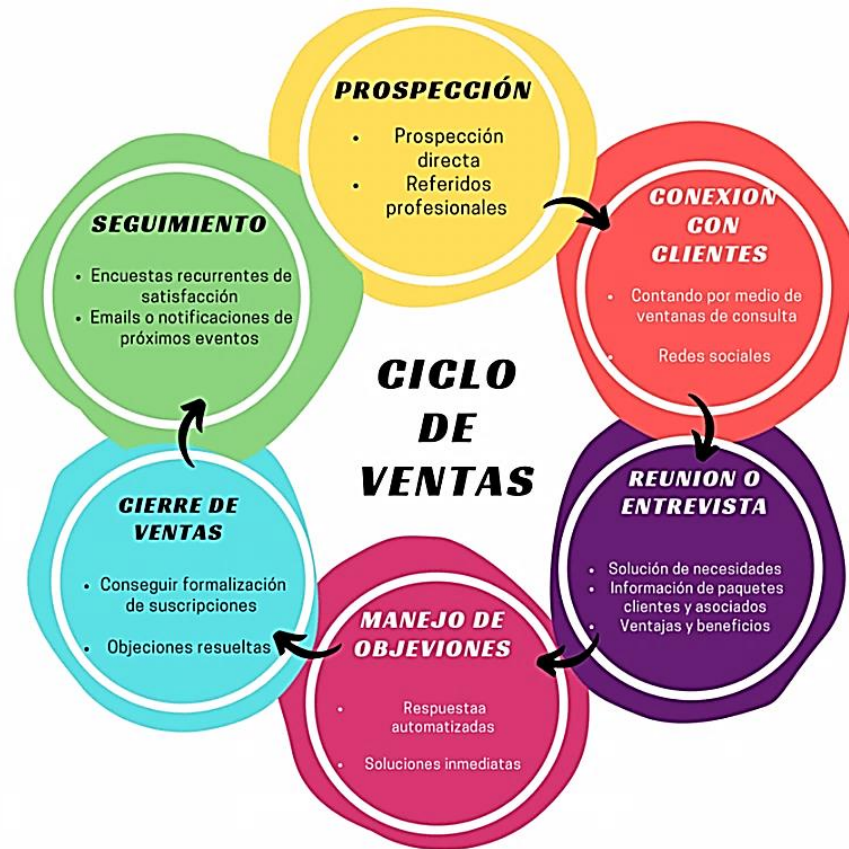 PROSPECCIÓN
• Prospección
directa
• Referidos
profesionales
CONEXION
CON
CLIENTES
• Contando por medio de
ventanas de consulta
• Redes sociales
REUNION O
ENTREVISTA
• Solución de necesidades
• Información de paquetes
clientes y asociados
• Ventajas y beneficios
MANEJO DE
OBJEVIONES
• Respuestaa
automatizadas
• Soluciones inmediatas
CIERRE DE
VENTAS
• Conseguir formalización
de suscripciones
• Objeciones resueltas
SEGUIMIENTO
• Encuestas recurrentes de
satisfacción
• Emails o notificaciones de
próximos eventos
CICLO
DE
VENTAS